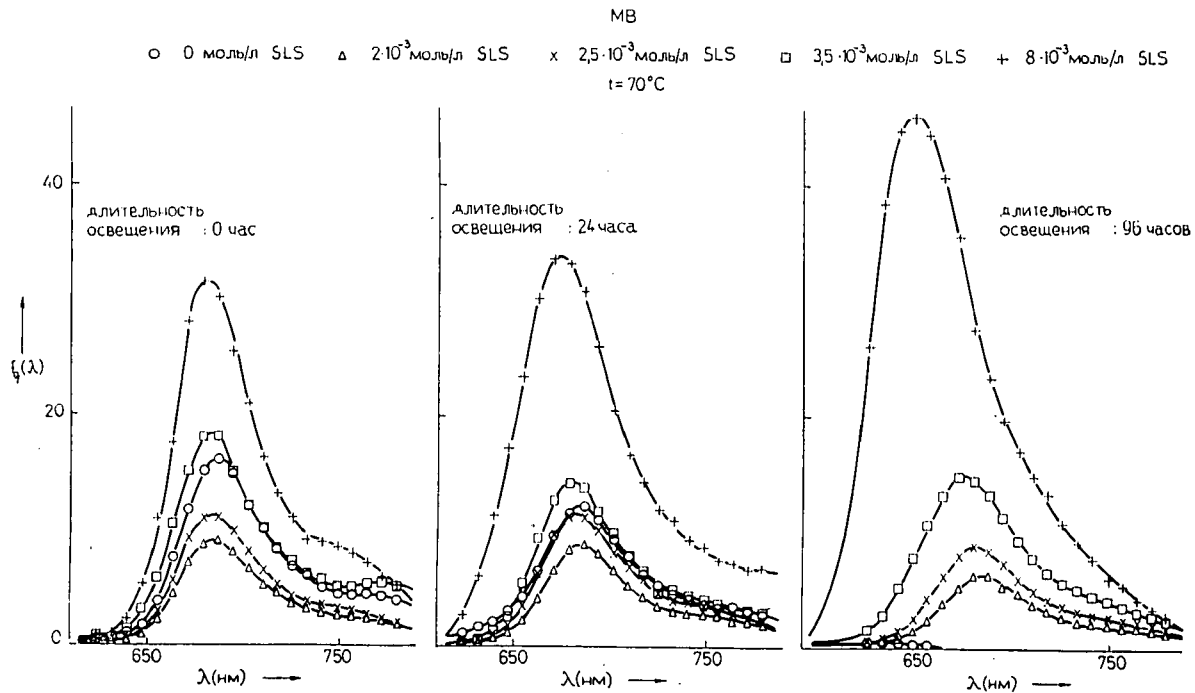 МВ
○ 0 моль/л SLS △ 2·10⁻³моль/л SLS × 2,5·10⁻³моль/л SLS □ 3,5·10⁻³моль/л SLS + 8·10⁻³моль/л SLS
t=70°C
40
20
0
(λ)
длительность
освещения : 0 час
650
750
λ(нм)
длительность
освещения : 24 часа
650
750
λ(нм)
длительность
освещения : 96 часов
650
750
λ(нм)